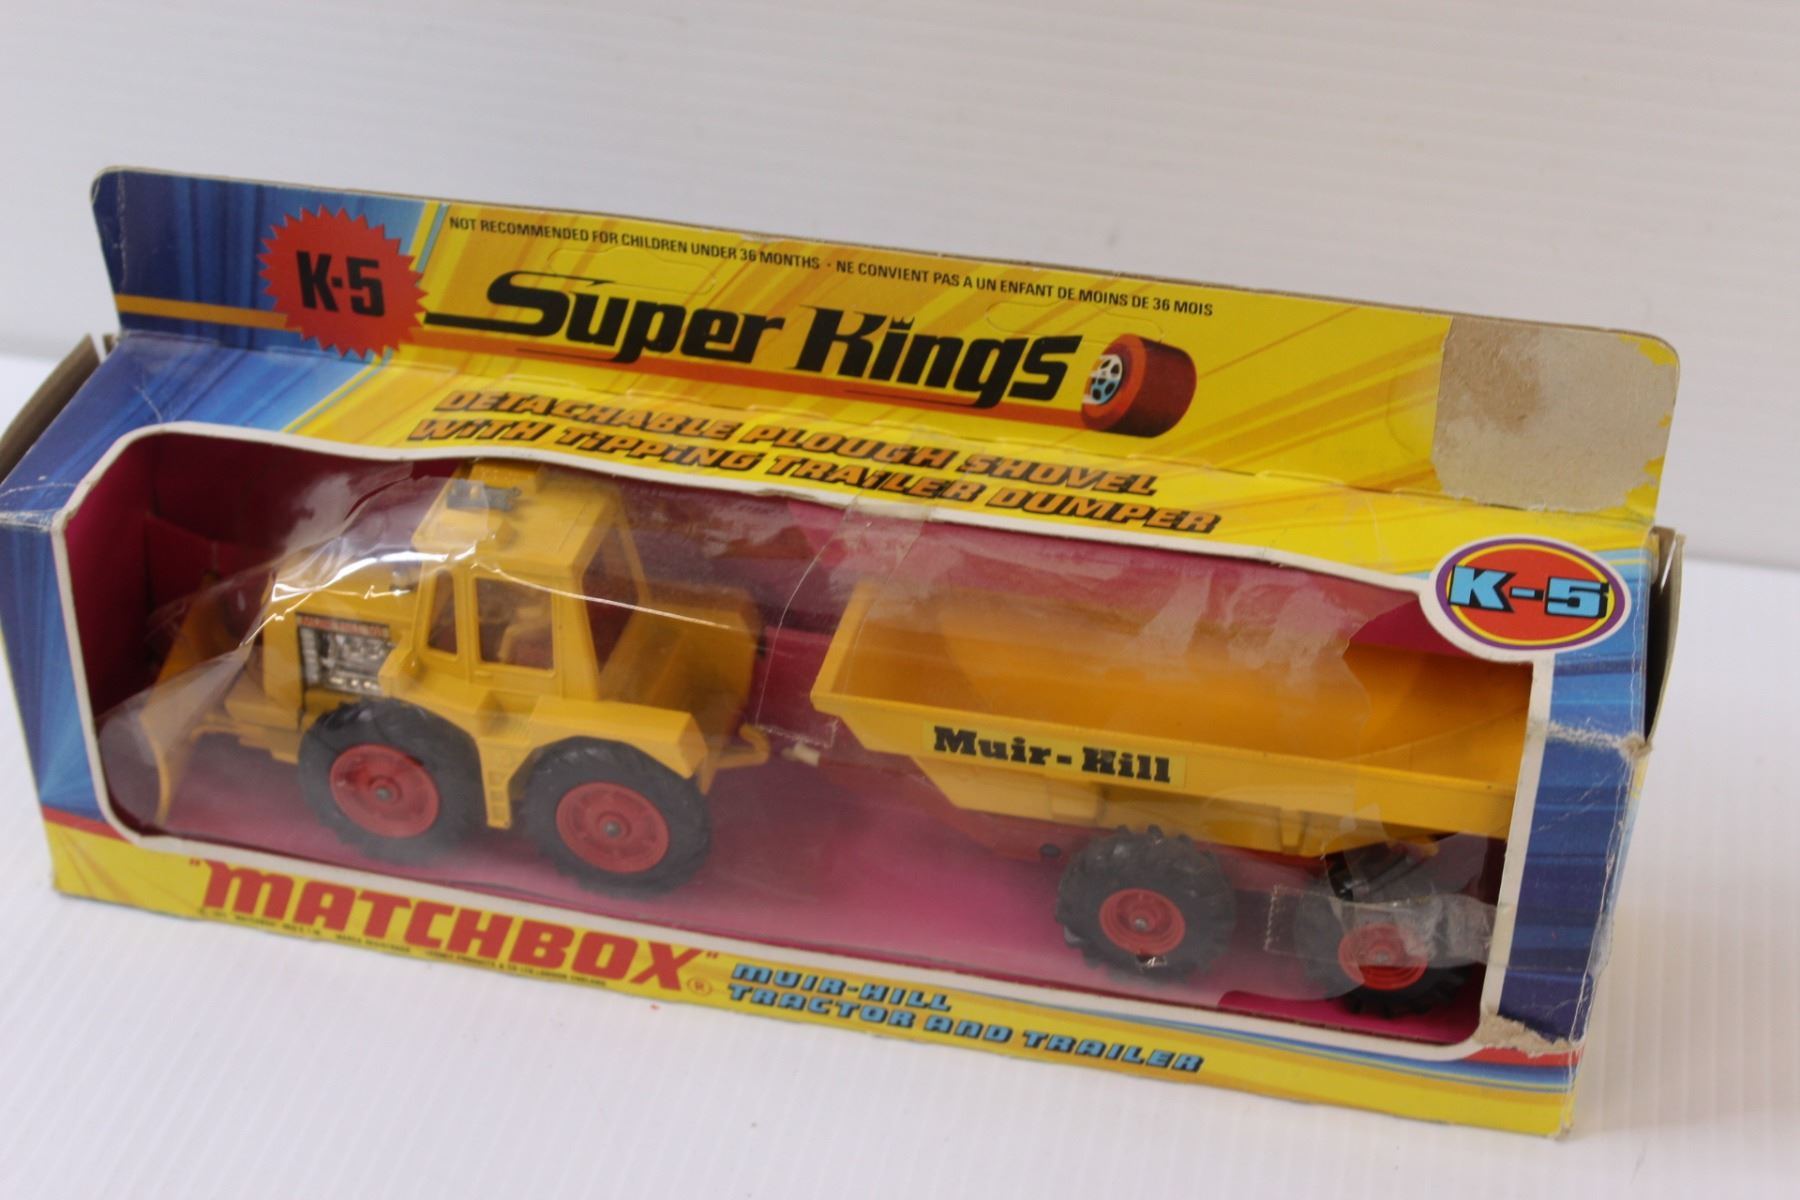 K·5
NOT RECOMMENDED FOR CHILDREN UNDER 36 MONTHS · NE CONVIENT PAS A UN ENFANT DE MOINS DE 36 MOIS
Super Kings
DETACHABLE PLOUGH SHOVEL
WITH TIPPING TRAILER DUMPER
K-5
Muir-Hill
"MATCHBOX"®
MUIR-HILL
TRACTOR AND TRAILER